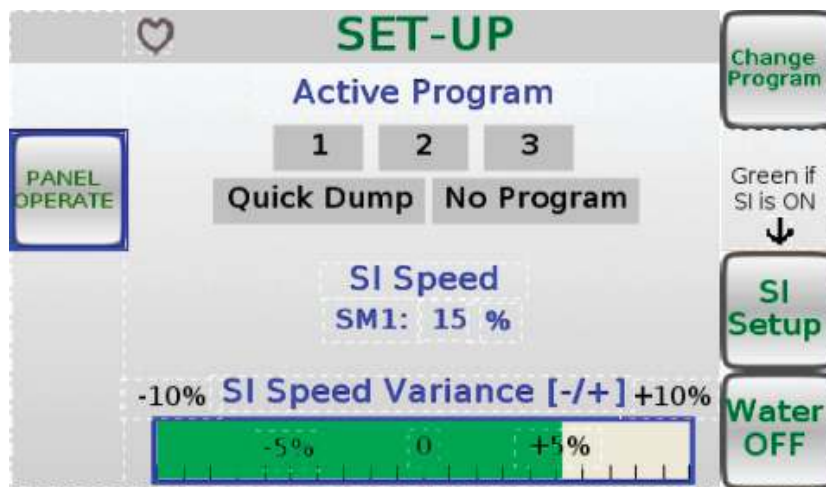 SET-UP
Change
Program
Active Program
1 2 3
PANEL
OPERATE
Quick Dump No Program
Green if
SI is ON
SI Speed
SM1: 15 %
SI
Setup
-10% SI Speed Variance [-/+] +10%
-5% 0 +5%
Water
OFF